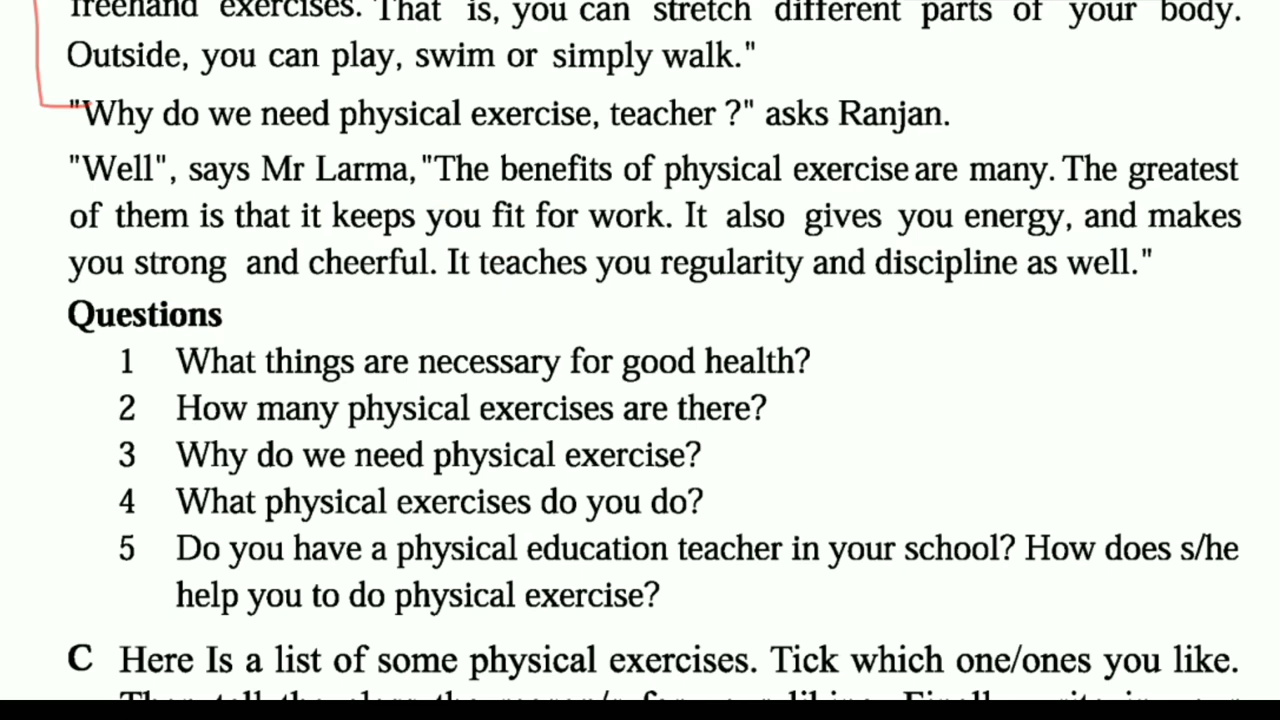 freehand exercises. That is, you can stretch different parts of your body.
Outside, you can play, swim or simply walk."
"Why do we need physical exercise, teacher ?" asks Ranjan.
"Well", says Mr Larma, "The benefits of physical exercise are many. The greatest
of them is that it keeps you fit for work. It also gives you energy, and makes
you strong and cheerful. It teaches you regularity and discipline as well."
Questions
1 What things are necessary for good health?
2 How many physical exercises are there?
3 Why do we need physical exercise?
4 What physical exercises do you do?
5 Do you have a physical education teacher in your school? How does s/he
help you to do physical exercise?
C Here Is a list of some physical exercises. Tick which one/ones you like.